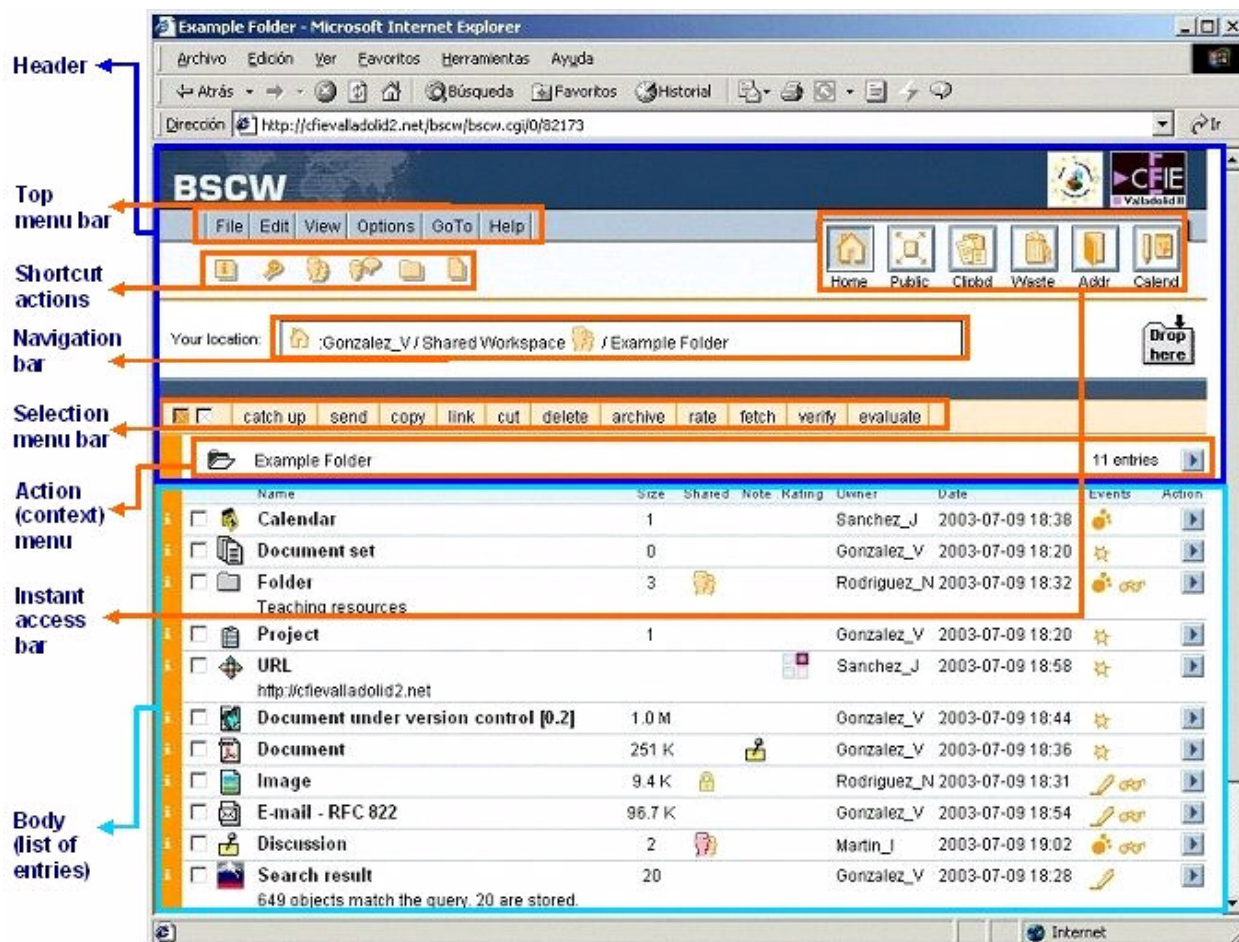 Example Folder - Microsoft Internet Explorer
Archivo Edición Ver Favoritos Herramientas Ayuda
Atrás Búsqueda Favoritos Historial
Dirección http://cfievalladolid2.net/bscw/bscw.cgi/0/82173 Ir
Header
BSCW
CFIE
Valladolid II
Top
menu bar
File Edit View Options GoTo Help
Home Public Clipbd Waste Addr Calend
Shortcut
actions
Navigation
bar
Your location: :Gonzalez_V / Shared Workspace / Example Folder
Drop
here
Selection
menu bar
catch up send copy link cut delete archive rate fetch verify evaluate
Example Folder 11 entries
Action
(context)
menu
Name Size Shared Note Rating Owner Date Events Action
Calendar 1 Sanchez_J 2003-07-09 18:38
Document set 0 Gonzalez_V 2003-07-09 18:20
Folder 3 Rodriguez_N 2003-07-09 18:32
Teaching resources
Instant
access
bar
Project 1 Gonzalez_V 2003-07-09 18:20
URL Sanchez_J 2003-07-09 18:58
http://cfievalladolid2.net
Document under version control [0.2] 1.0 M Gonzalez_V 2003-07-09 18:44
Document 251 K Gonzalez_V 2003-07-09 18:36
Image 9.4 K Rodriguez_N 2003-07-09 18:31
E-mail - RFC 822 96.7 K Gonzalez_V 2003-07-09 18:54
Discussion 2 Martin_I 2003-07-09 19:02
Search result 20 Gonzalez_V 2003-07-09 18:28
649 objects match the query. 20 are stored.
Body
(list of
entries)
Internet